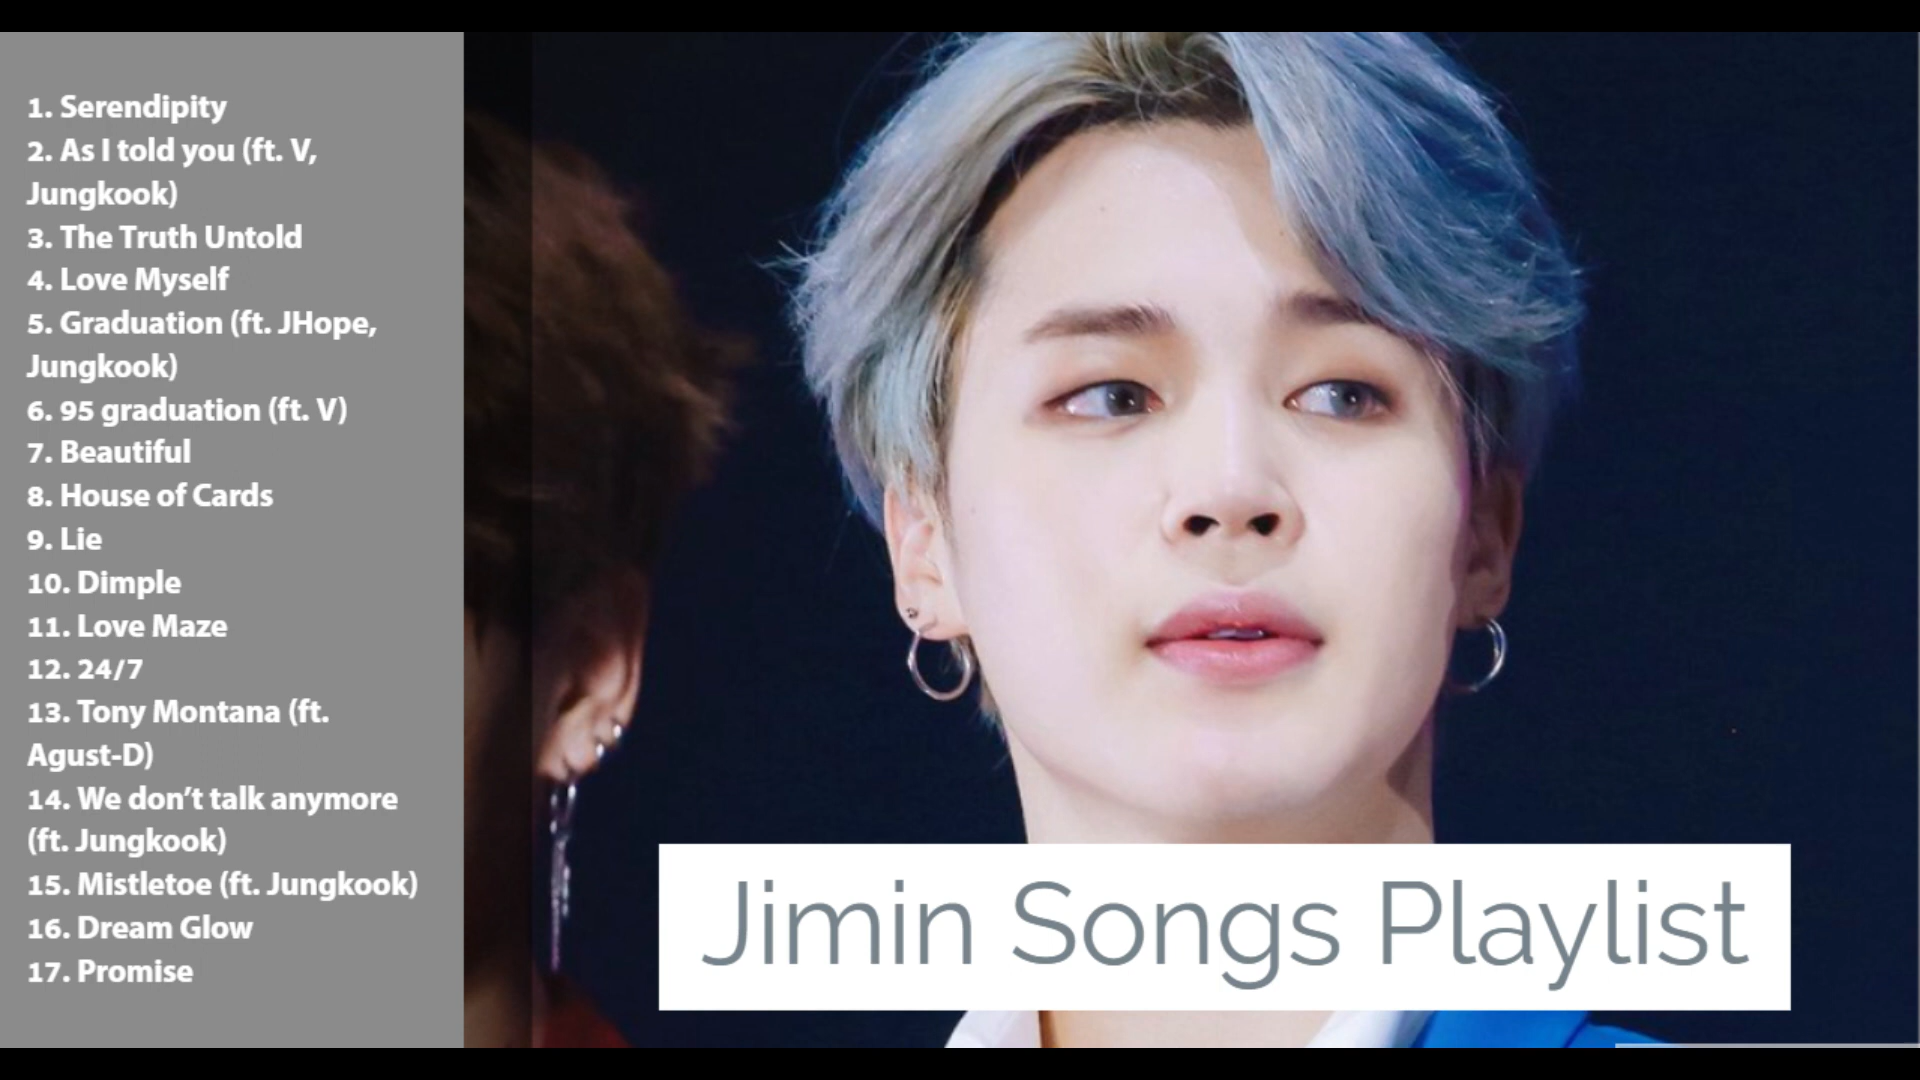 1. Serendipity
2. As I told you (ft. V,
Jungkook)
3. The Truth Untold
4. Love Myself
5. Graduation (ft. JHope,
Jungkook)
6. 95 graduation (ft. V)
7. Beautiful
8. House of Cards
9. Lie
10. Dimple
11. Love Maze
12. 24/7
13. Tony Montana (ft.
Agust-D)
14. We don’t talk anymore
(ft. Jungkook)
15. Mistletoe (ft. Jungkook)
16. Dream Glow
17. Promise
Jimin Songs Playlist